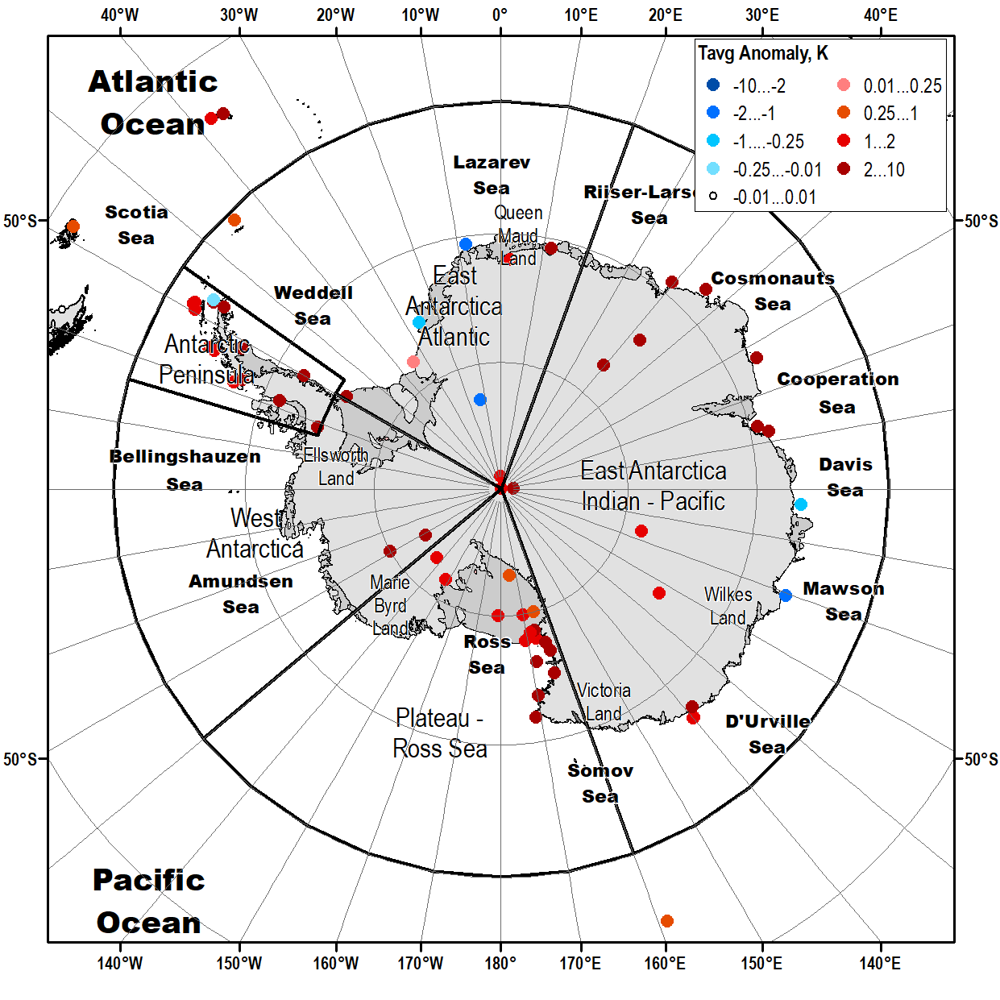 40°W 30°W 20°W 10°W 0° 10°E 20°E 30°E 40°E
Tavg Anomaly, K
-10...-2
-2...-1
-1....-0.25
-0.25...-0.01
-0.01...0.01
0.01...0.25
0.25...1
1...2
2...10
Atlantic
Ocean
Lazarev
Sea
Riiser-Larse
Sea
Queen
Maud
Land
50°S
50°S
Scotia
Sea
Weddell
Sea
East
Antarctica
Atlantic
Cosmonauts
Sea
Antarctic
Peninsula
Cooperation
Sea
Bellingshauzen
Sea
Ellsworth
Land
East Antarctica
Indian - Pacific
Davis
Sea
West
Antarctica
Amundsen
Sea
Marie
Byrd
Land
Wilkes
Land
Mawson
Sea
Ross
Sea
Victoria
Land
Plateau -
Ross Sea
D'Urville
Sea
50°S
50°S
Somov
Sea
Pacific
Ocean
140°W 150°W 160°W 170°W 180° 170°E 160°E 150°E 140°E